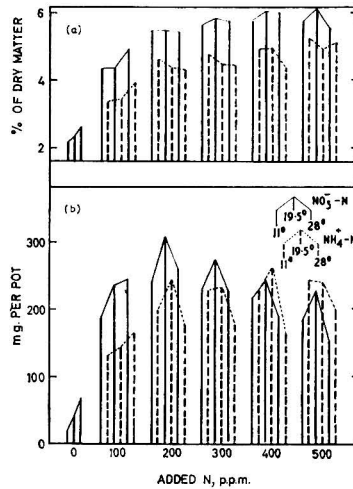 (a)
% OF DRY MATTER
6
4
2
(b)
NO3⁻-N
11° 19·5° 28°
NH4⁺-N
11° 19·5° 28°
mg. PER POT
300
200
100
0
0 100 200 300 400 500
ADDED N, p.p.m.